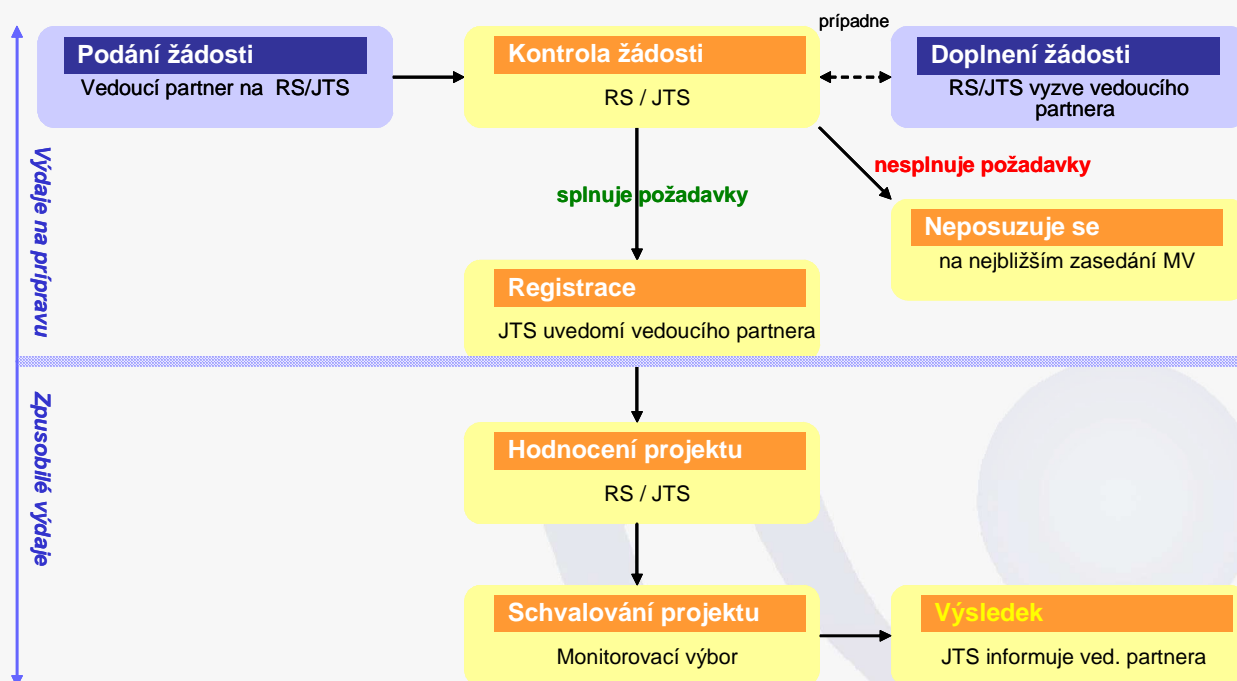 prípadne
Podání žádosti
Vedoucí partner na RS/JTS
Kontrola žádosti
RS / JTS
Doplnení žádosti
RS/JTS vyzve vedoucího
partnera
nesplnuje požadavky
splnuje požadavky
Neposuzuje se
na nejbližším zasedání MV
Registrace
JTS uvedomí vedoucího partnera
Výdaje na prípravu
Zpusobilé výdaje
Hodnocení projektu
RS / JTS
Schvalování projektu
Monitorovací výbor
Výsledek
JTS informuje ved. partnera